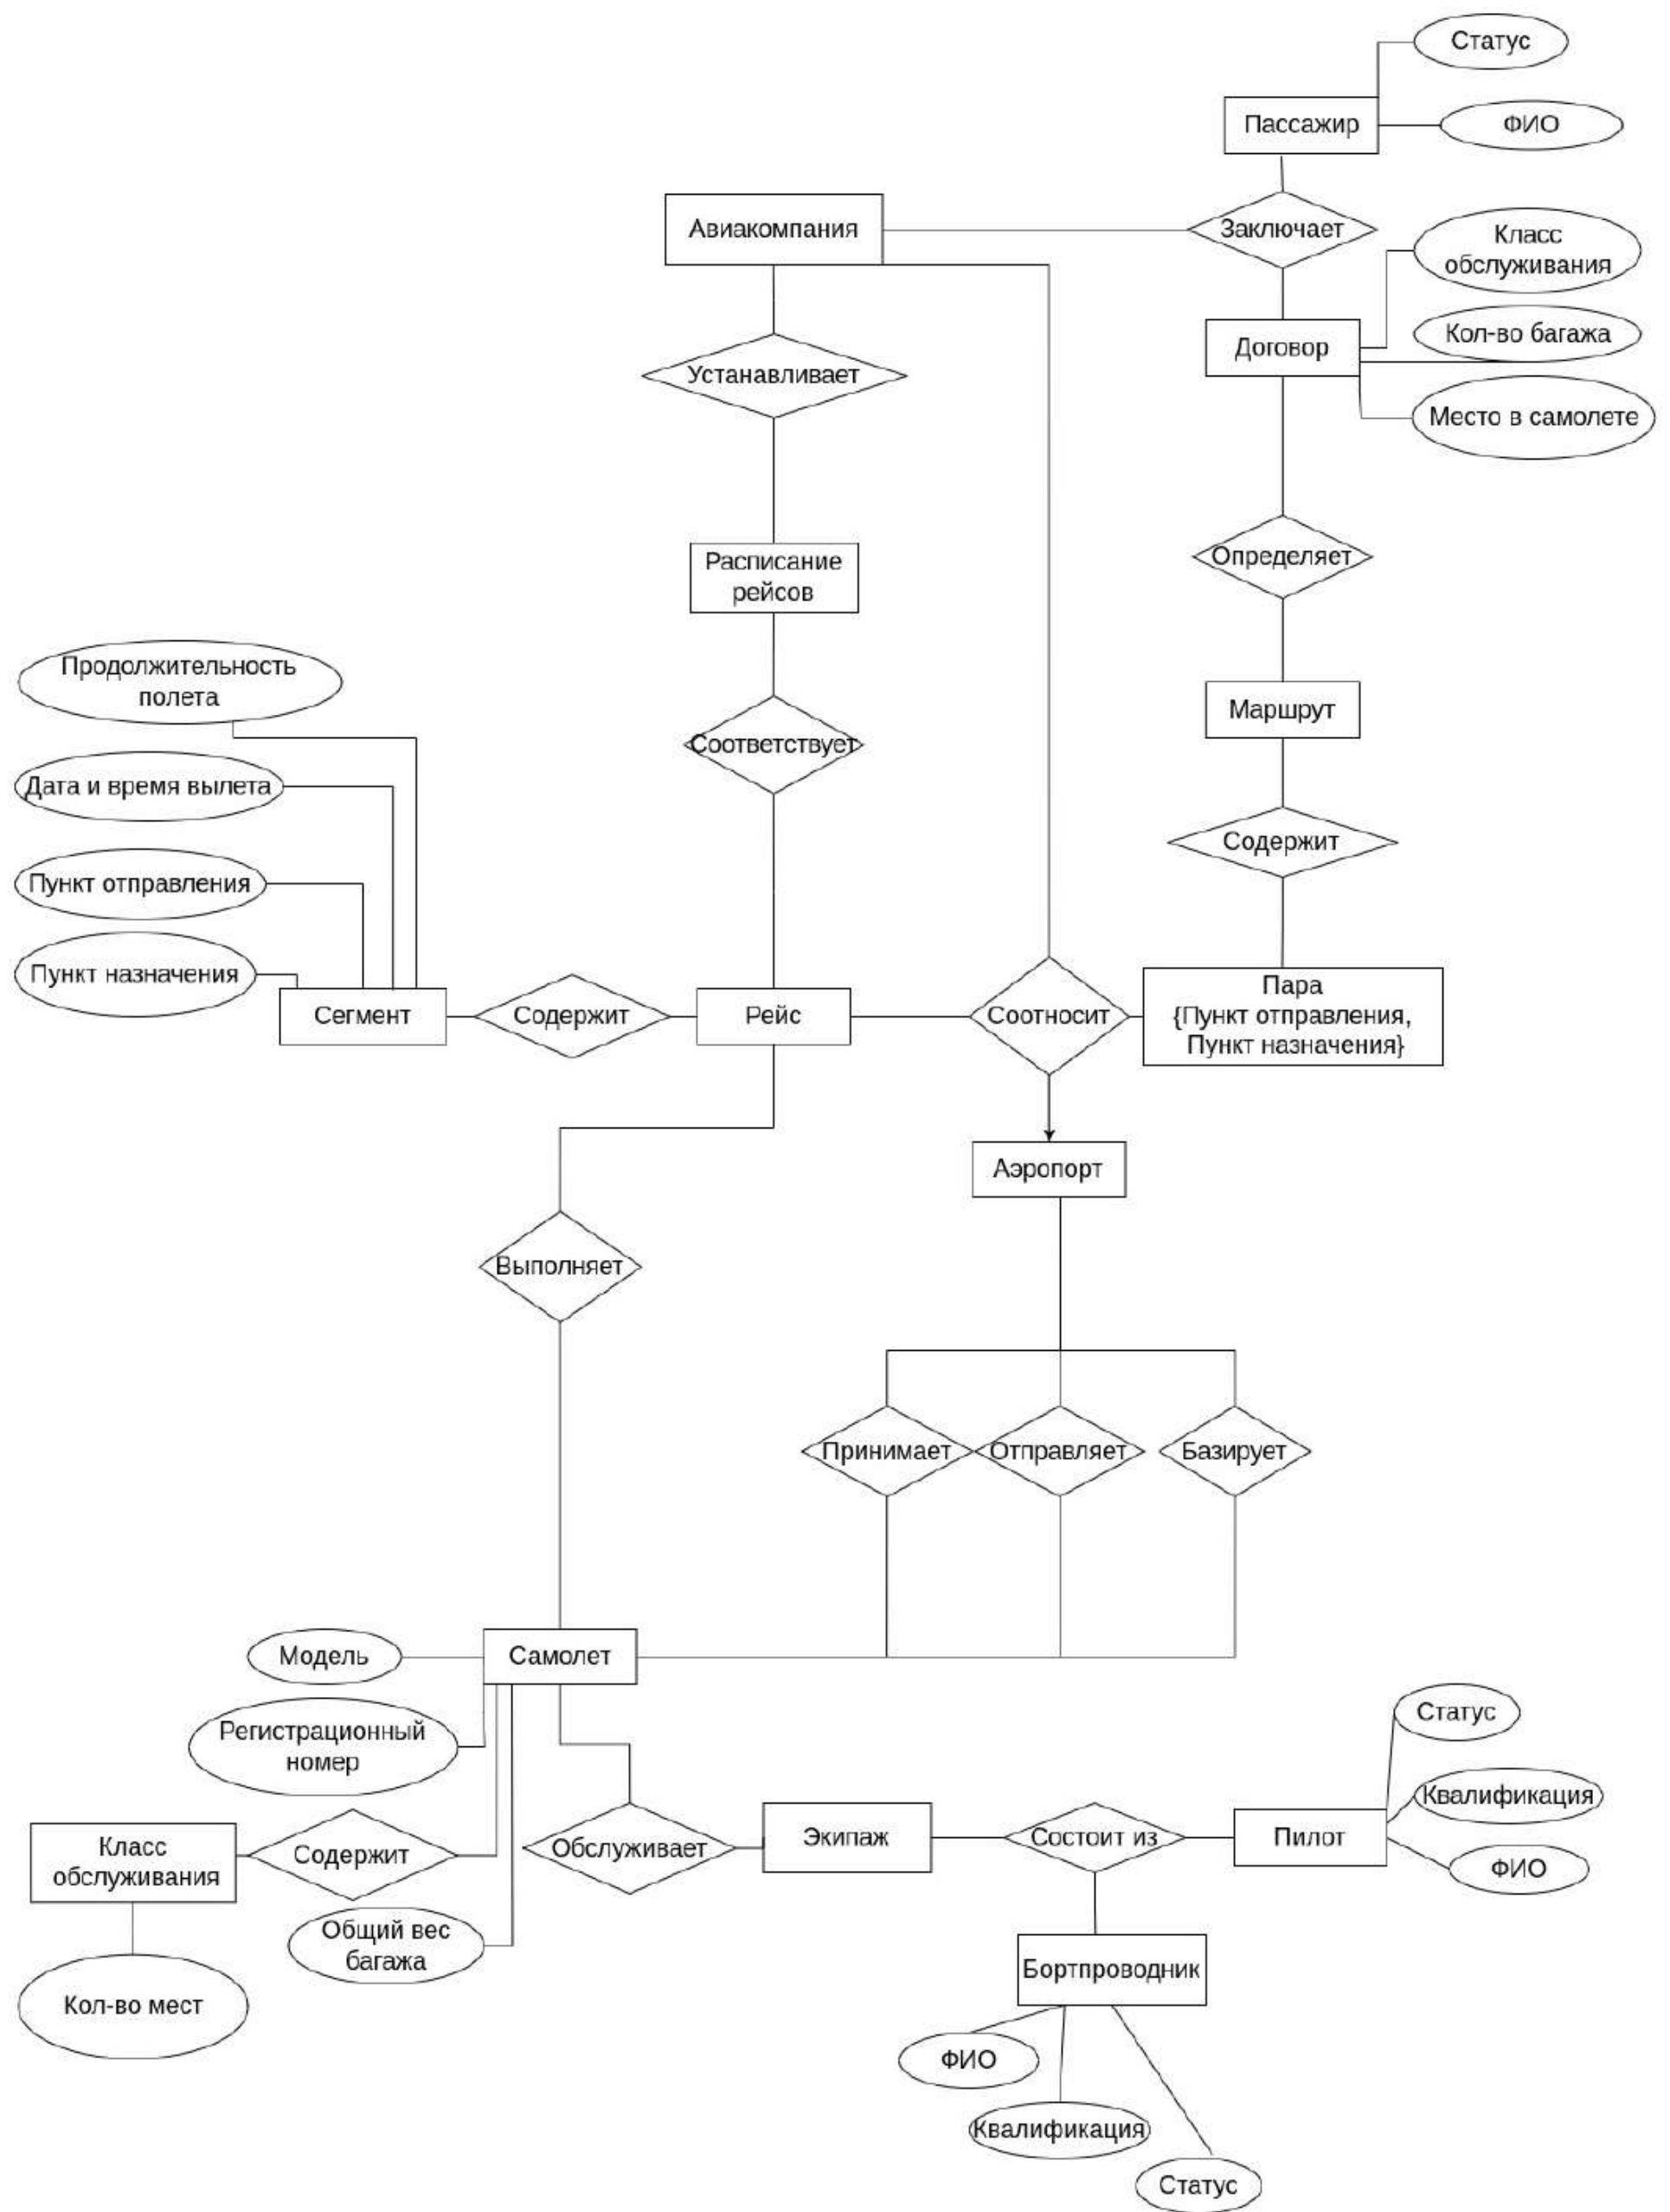 Статус
Пассажир
ФИО
Авиакомпания
Заключает
Класс
обслуживания
Кол-во багажа
Договор
Устанавливает
Место в самолете
Определяет
Расписание
рейсов
Продолжительность
полета
Маршрут
Соответствует
Дата и время вылета
Содержит
Пункт отправления
Пункт назначения
Сегмент
Содержит
Рейс
Соотносит
Пара
{Пункт отправления,
Пункт назначения}
Аэропорт
Выполняет
Принимает
Отправляет
Базирует
Модель
Самолет
Регистрационный
номер
Статус
Квалификация
Класс
обслуживания
Содержит
Обслуживает
Экипаж
Состоит из
Пилот
ФИО
Общий вес
багажа
Бортпроводник
Кол-во мест
ФИО
Квалификация
Статус